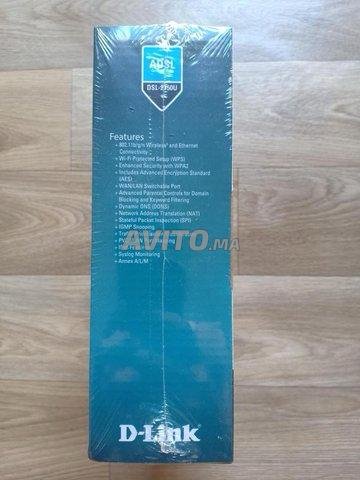 ADSL
DSL-2750U
Features
» 802.11b/g/n Wireless and Ethernet
Connectivity
» Wi-Fi Protected Setup (WPS)
» Enhanced Security with WPA2
» Includes Advanced Encryption Standard
(AES)
» WAN/LAN Switchable Port
» Advanced Parental Controls for Domain
Blocking and Keyword Filtering
» Dynamic DNS (DDNS)
» Network Address Translation (NAT)
» Stateful Packet Inspection (SPI)
» IGMP Snooping
AVITO.MA
» Syslog Monitoring
» Annex A/L/M
D-Link